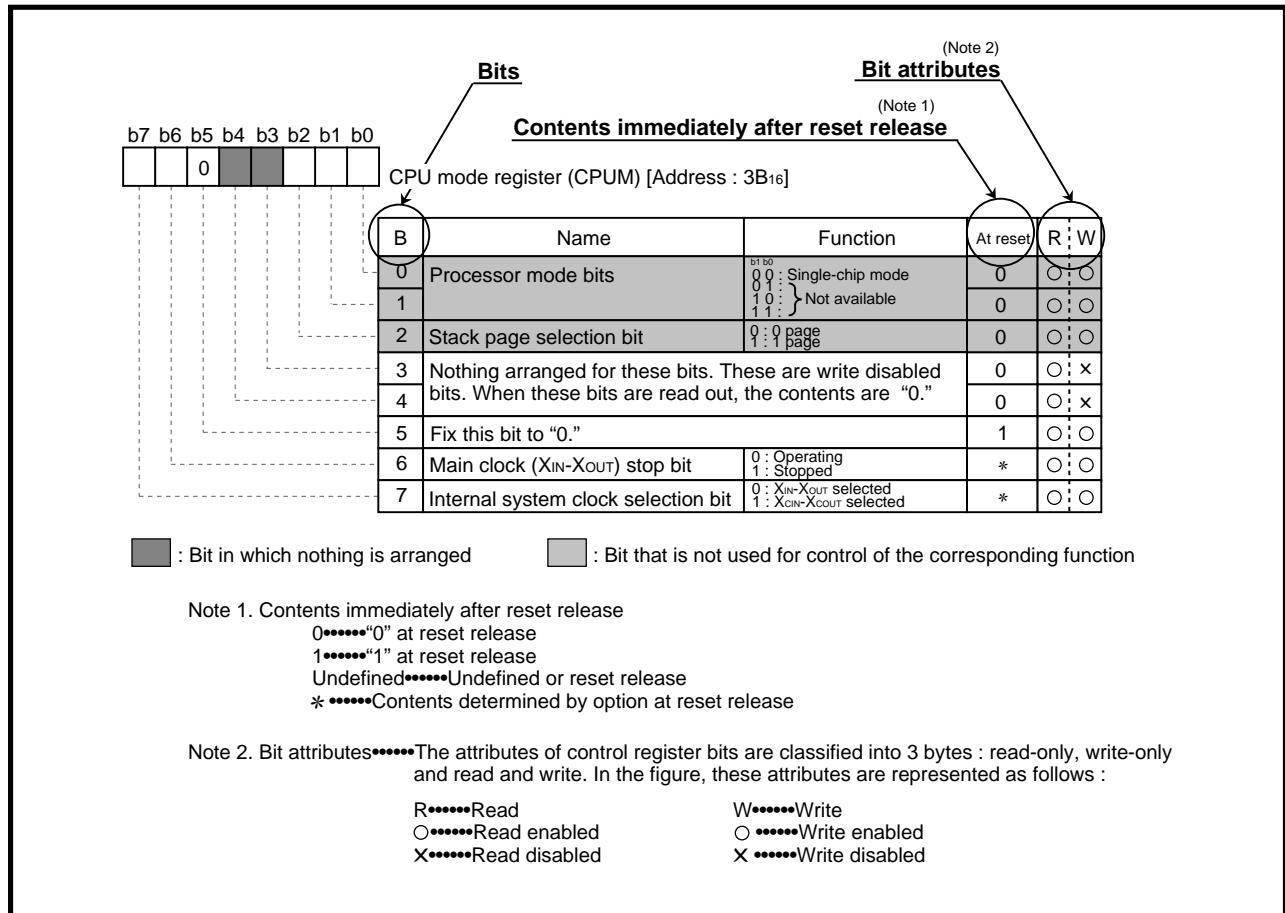 (Note 2)
Bits
Bit attributes
(Note 1)
Contents immediately after reset release
b7 b6 b5 b4 b3 b2 b1 b0
0
CPU mode register (CPUM) [Address : 3B16]
B Name Function At reset R W
0 Processor mode bits b1 b0 0 ○ ○
0 0 : Single-chip mode
0 1 :
1 1 0 : Not available 0 ○ ○
1 1 :
2 Stack page selection bit 0 : 0 page 0 ○ ○
1 : 1 page
3 Nothing arranged for these bits. These are write disabled 0 ○ ×
4 bits. When these bits are read out, the contents are “0.” 0 ○ ×
5 Fix this bit to “0.” 1 ○ ○
6 Main clock (XIN-XOUT) stop bit 0 : Operating * ○ ○
1 : Stopped
7 Internal system clock selection bit 0 : XIN-XOUT selected * ○ ○
1 : XCIN-XCOUT selected
: Bit in which nothing is arranged : Bit that is not used for control of the corresponding function
Note 1. Contents immediately after reset release
0••••••“0” at reset release
1••••••“1” at reset release
Undefined••••••Undefined or reset release
* ••••••Contents determined by option at reset release
Note 2. Bit attributes••••••The attributes of control register bits are classified into 3 bytes : read-only, write-only
and read and write. In the figure, these attributes are represented as follows :
R••••••Read W••••••Write
○••••••Read enabled ○ ••••••Write enabled
×••••••Read disabled × ••••••Write disabled